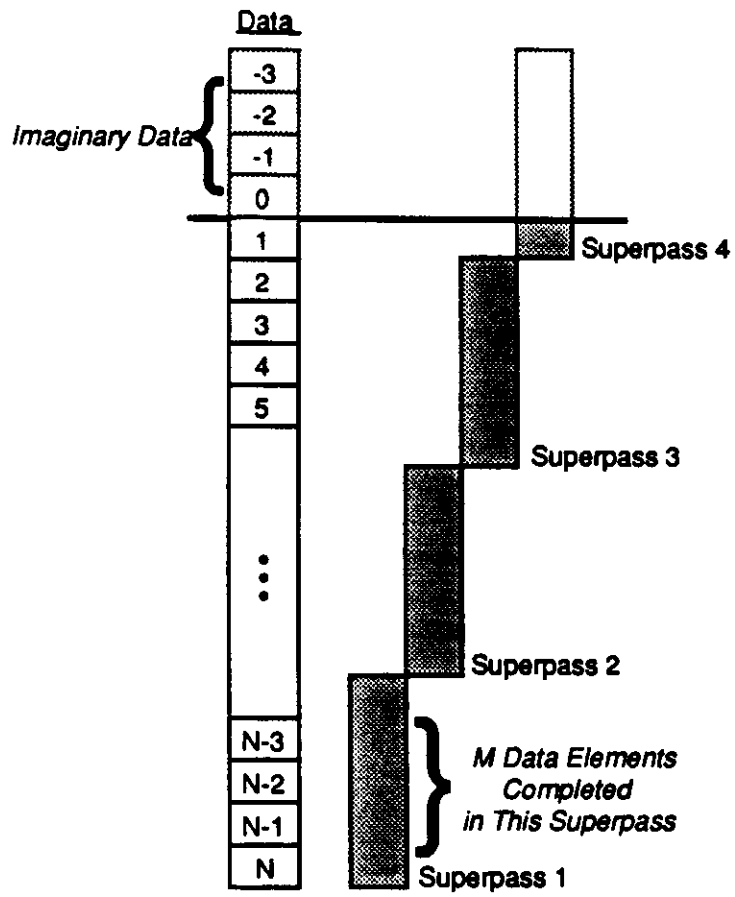 Data
-3
-2
Imaginary Data
-1
0
1
Superpass 4
2
3
4
5
Superpass 3
Superpass 2
N-3
M Data Elements
N-2
Completed
N-1
in This Superpass
N
Superpass 1